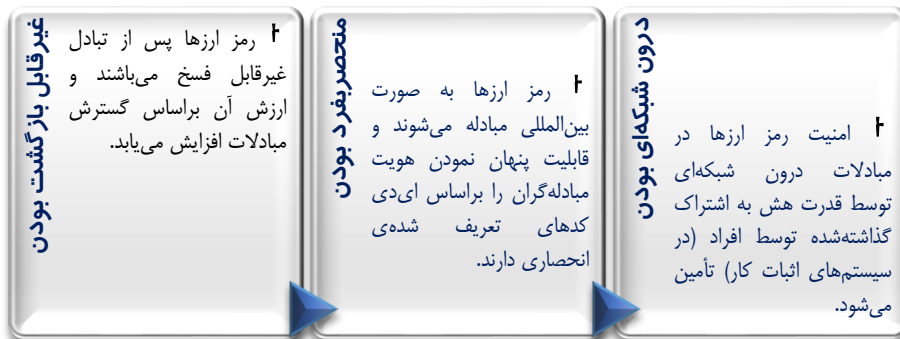 درون شبکه‌ای بودن
امنیت رمز ارزها در
مبادلات درون شبکه‌ای
توسط قدرت هش به اشتراک
گذاشته‌شده توسط افراد (در
سیستم‌های اثبات کار) تأمین
می‌شود.
منحصربفرد بودن
رمز ارزها به صورت
بین‌المللی مبادله می‌شوند و
قابلیت پنهان نمودن هویت
مبادله‌گران را براساس ای‌دی
کدهای تعریف شده‌ی
انحصاری دارند.
غیرقابل بازگشت بودن
رمز ارزها پس از تبادل
غیرقابل فسخ می‌باشند و
ارزش آن براساس گسترش
مبادلات افزایش می‌یابد.